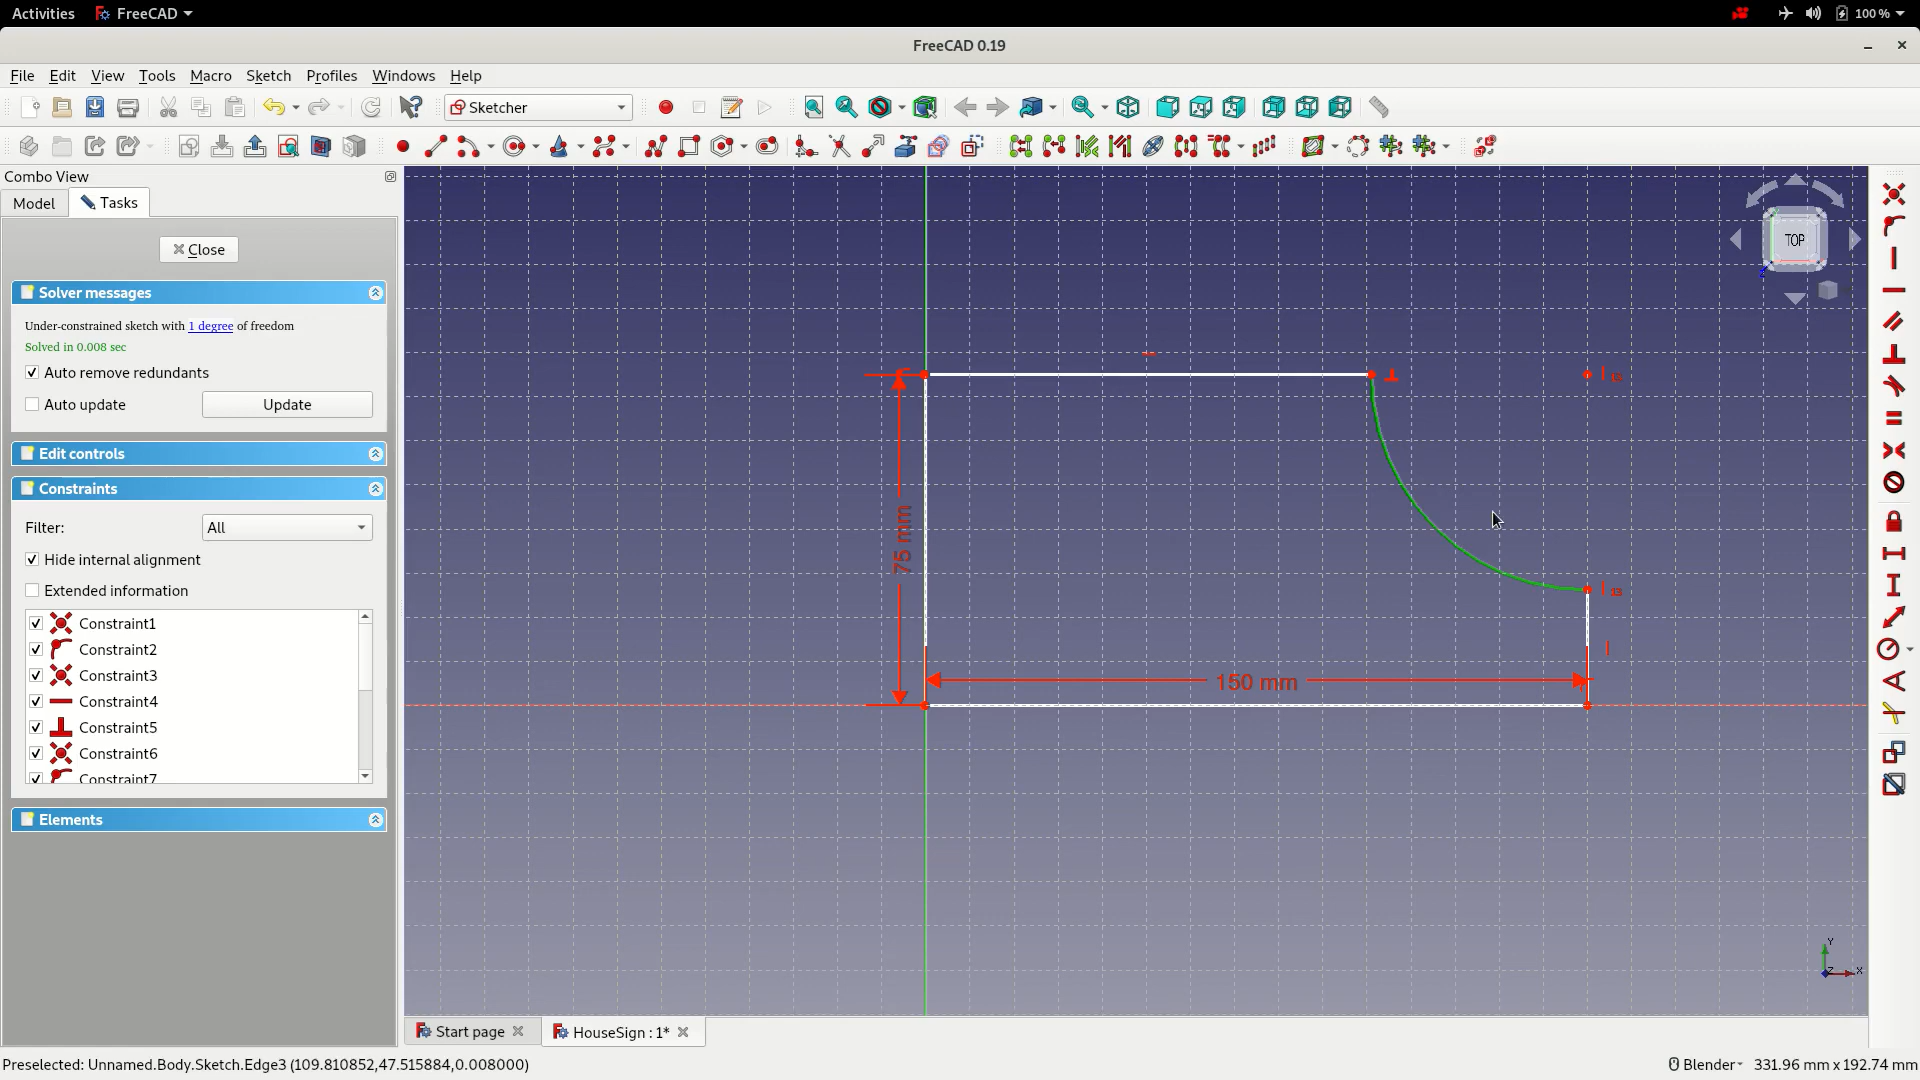 Activities FreeCAD 100 %
FreeCAD 0.19
File Edit View Tools Macro Sketch Profiles Windows Help
Sketcher
Combo View
Model Tasks
Close
Solver messages
Under-constrained sketch with 1 degree of freedom
Solved in 0.008 sec
Auto remove redundants
Auto update Update
Edit controls
Constraints
Filter: All
Hide internal alignment
Extended information
Constraint1
Constraint2
Constraint3
Constraint4
Constraint5
Constraint6
Constraint7
Elements
75 mm
150 mm
13
TOP
Y
Z X
Start page HouseSign : 1*
Preselected: Unnamed.Body.Sketch.Edge3 (109.810852,47.515884,0.008000) Blender 331.96 mm x 192.74 mm